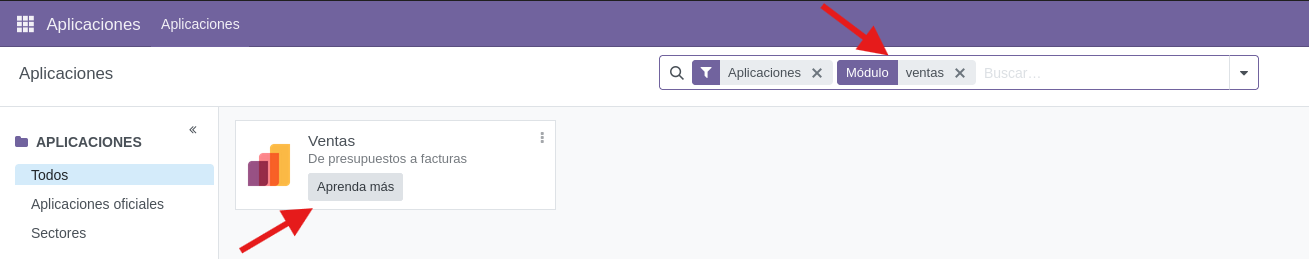 Aplicaciones Aplicaciones
Aplicaciones
Aplicaciones
Módulo ventas
Buscar...
«
APLICACIONES
Todos
Aplicaciones oficiales
Sectores
Ventas
De presupuestos a facturas
Aprenda más